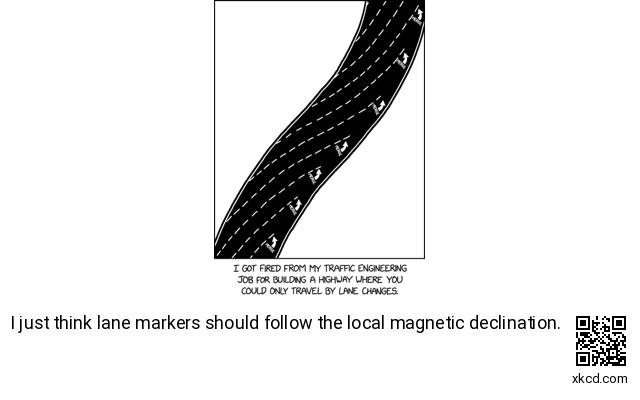 I GOT FIRED FROM MY TRAFFIC ENGINEERING
JOB FOR BUILDING A HIGHWAY WHERE YOU
COULD ONLY TRAVEL BY LANE CHANGES.
I just think lane markers should follow the local magnetic declination.
xkcd.com